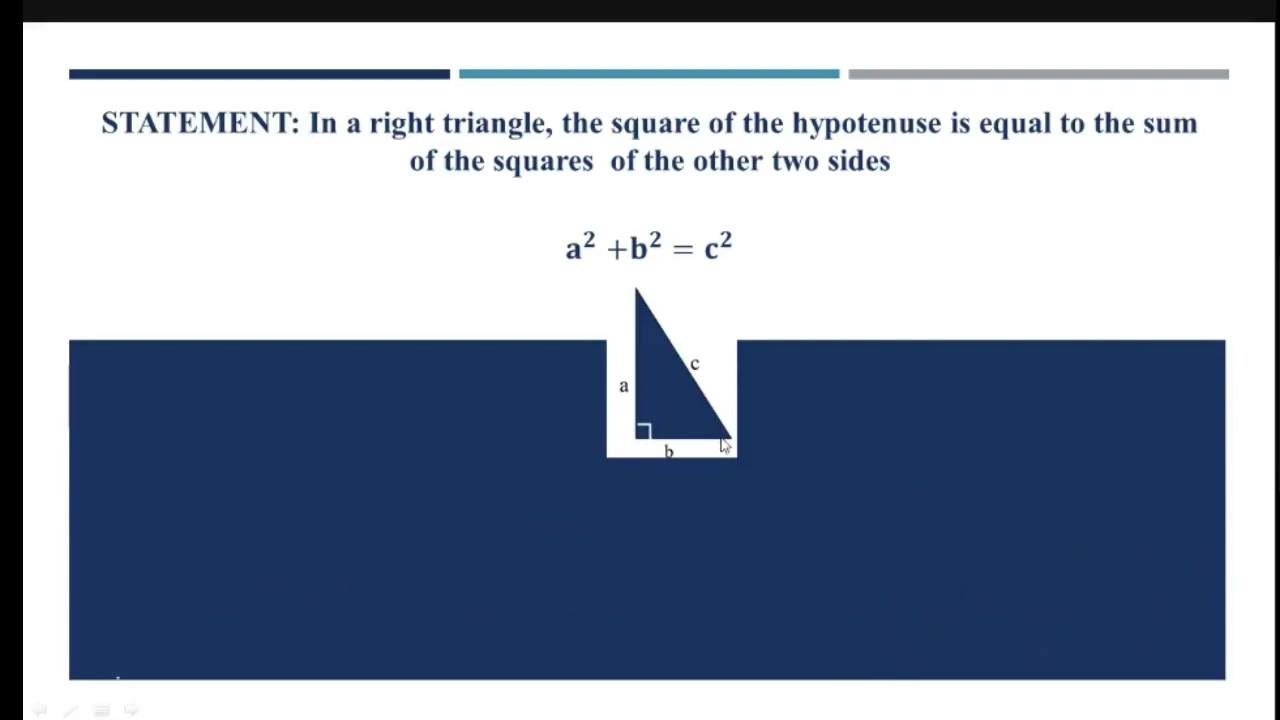 STATEMENT: In a right triangle, the square of the hypotenuse is equal to the sum
of the squares of the other two sides
a² +b² = c²
c
a
b